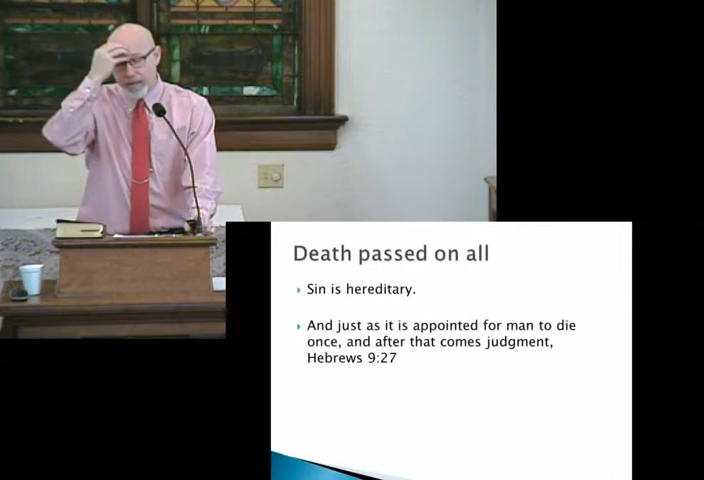 Death passed on all
Sin is hereditary.
And just as it is appointed for man to die
once, and after that comes judgment,
Hebrews 9:27